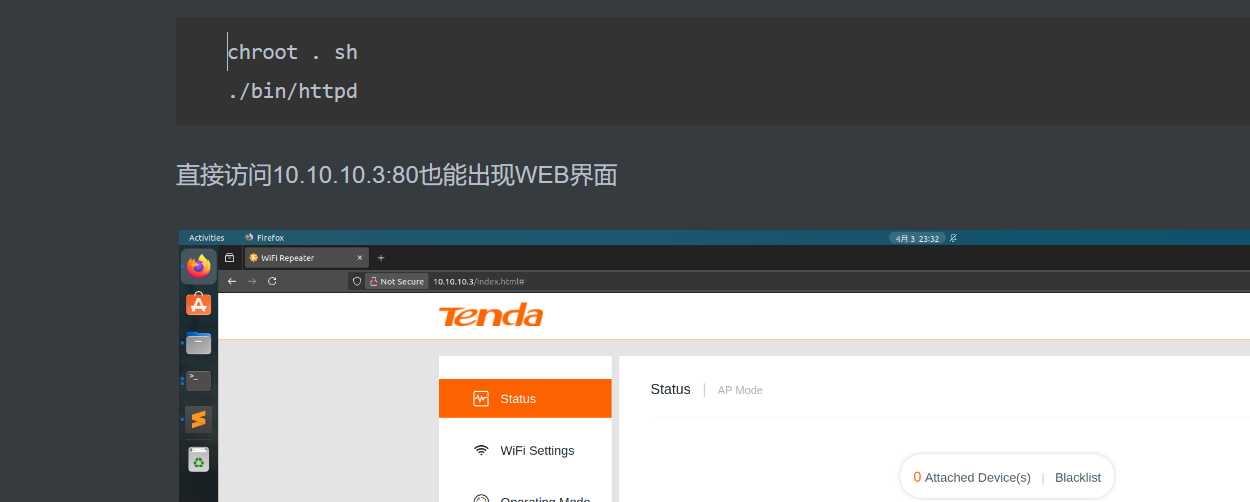 chroot . sh
./bin/httpd
直接访问10.10.10.3:80也能出现WEB界面
Activities Firefox 4月 3 23:32
WiFi Repeater × +
Not Secure 10.10.10.3/index.html#
Tenda
Status
Status | AP Mode
WiFi Settings
0 Attached Device(s) | Blacklist
Operating Mode